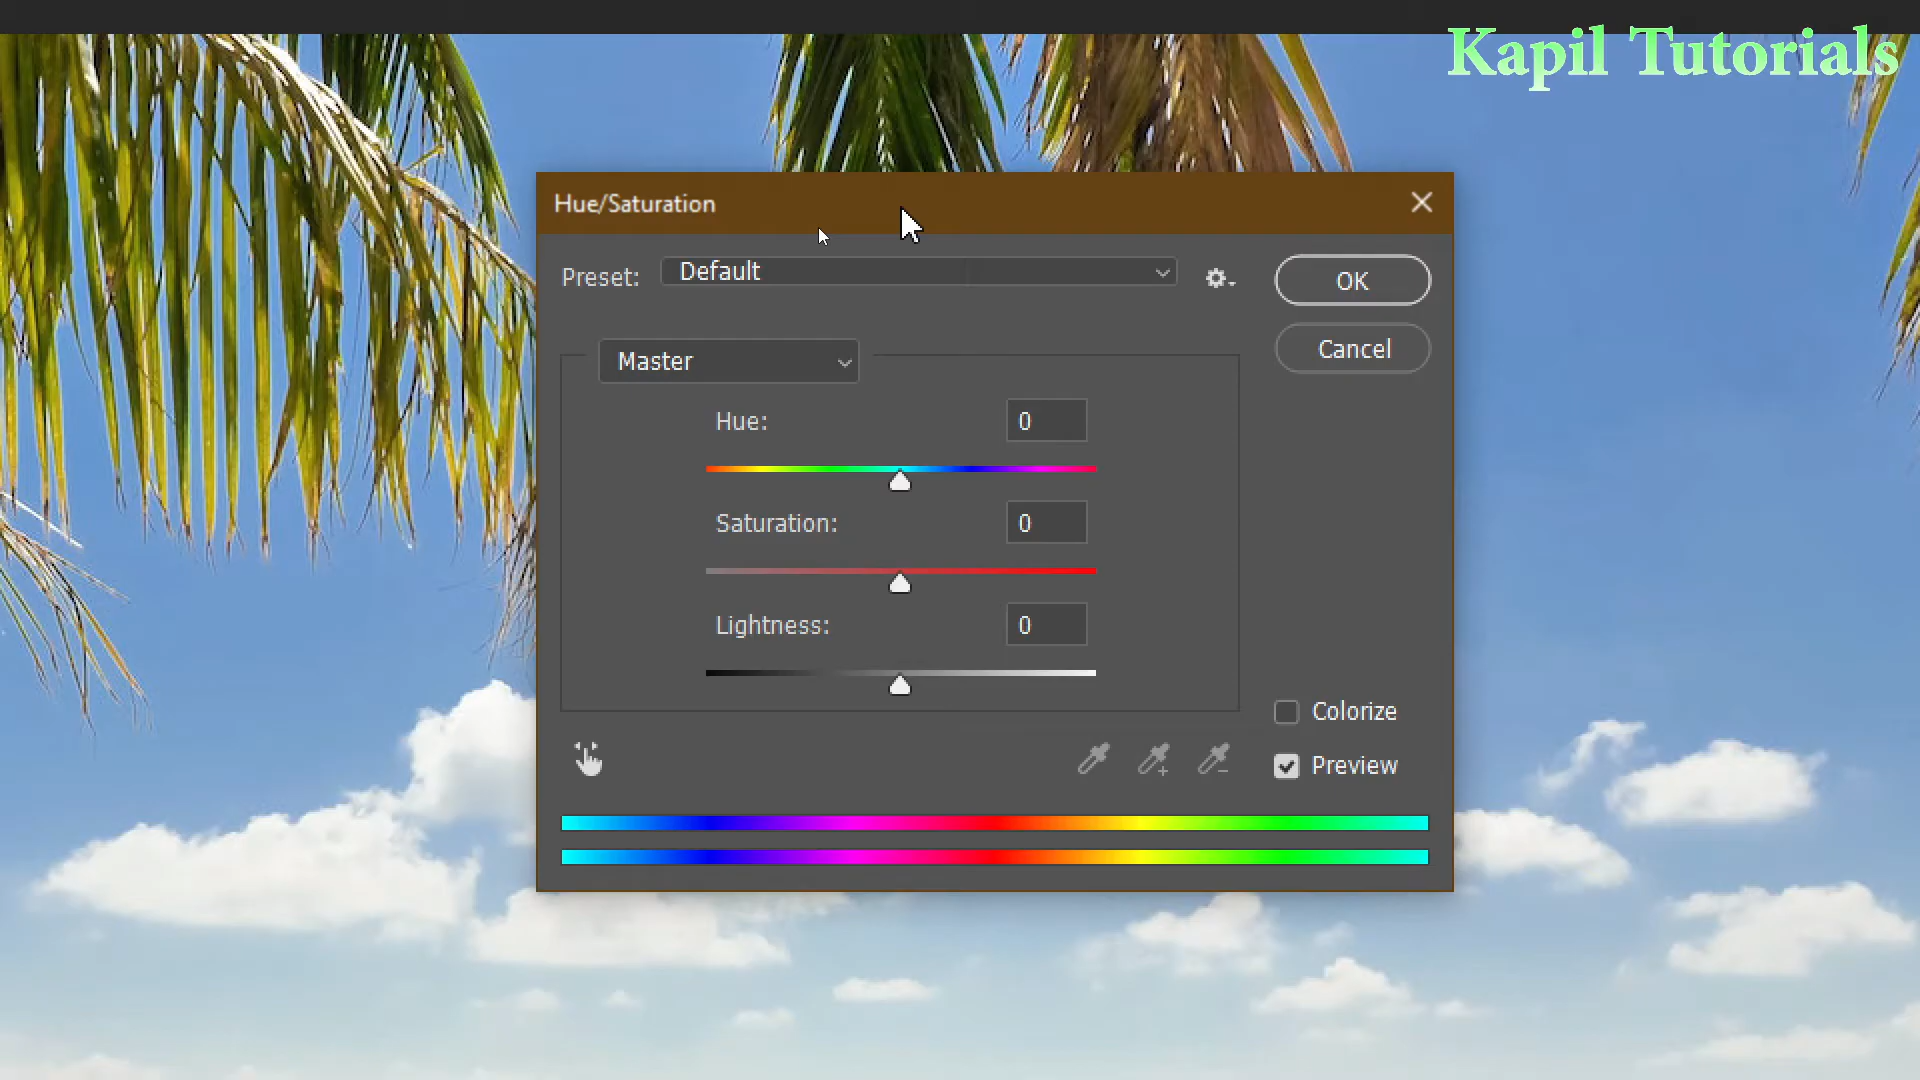 Kapil Tutorials
Hue/Saturation
Preset: Default
OK
Cancel
Master
Hue: 0
Saturation: 0
Lightness: 0
Colorize
Preview